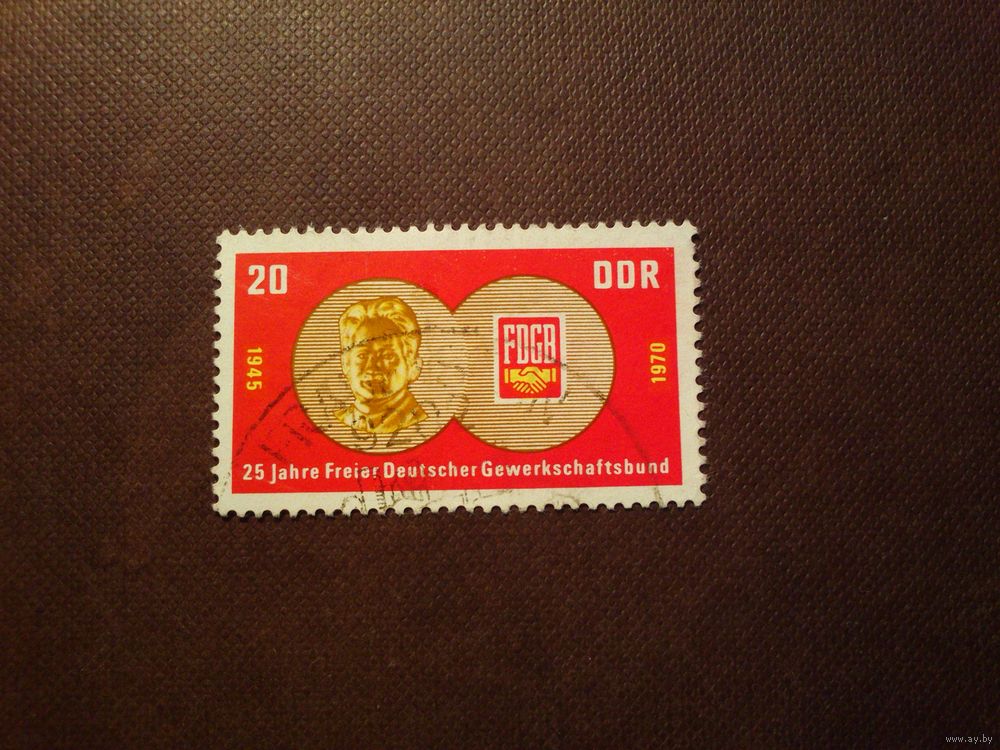 20
DDR
1945
FDGB
1970
25 Jahre Freier Deutscher Gewerkschaftsbund
www.ay.by